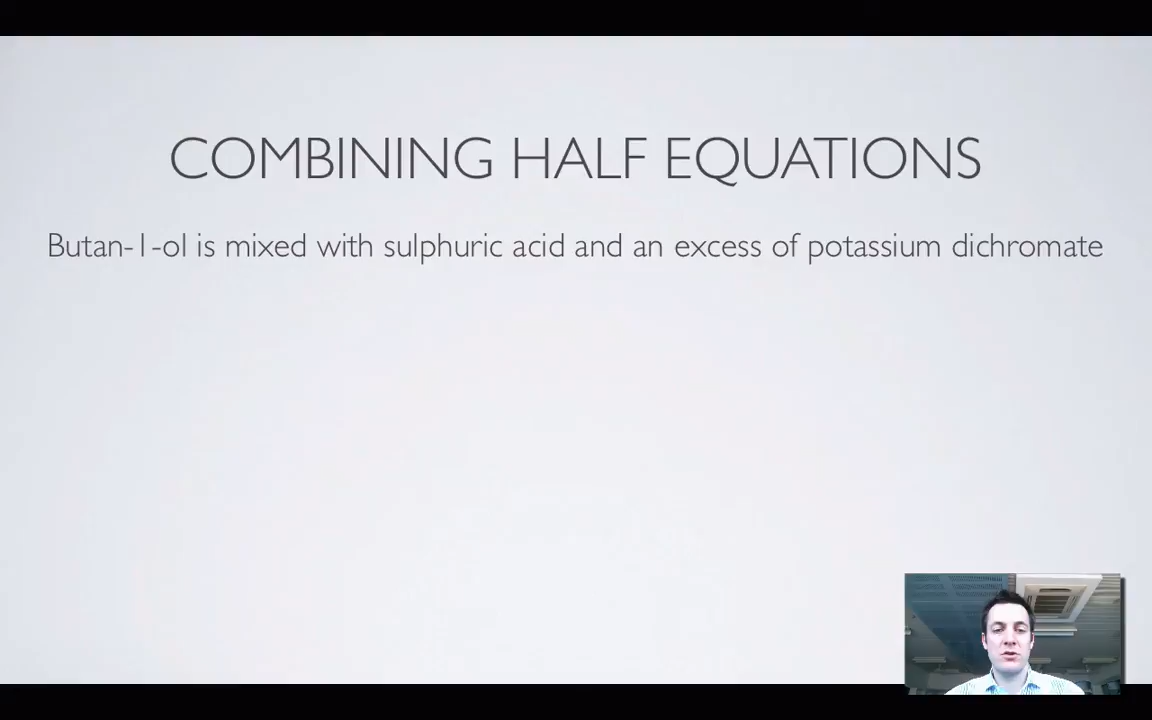 COMBINING HALF EQUATIONS
Butan-1-ol is mixed with sulphuric acid and an excess of potassium dichromate